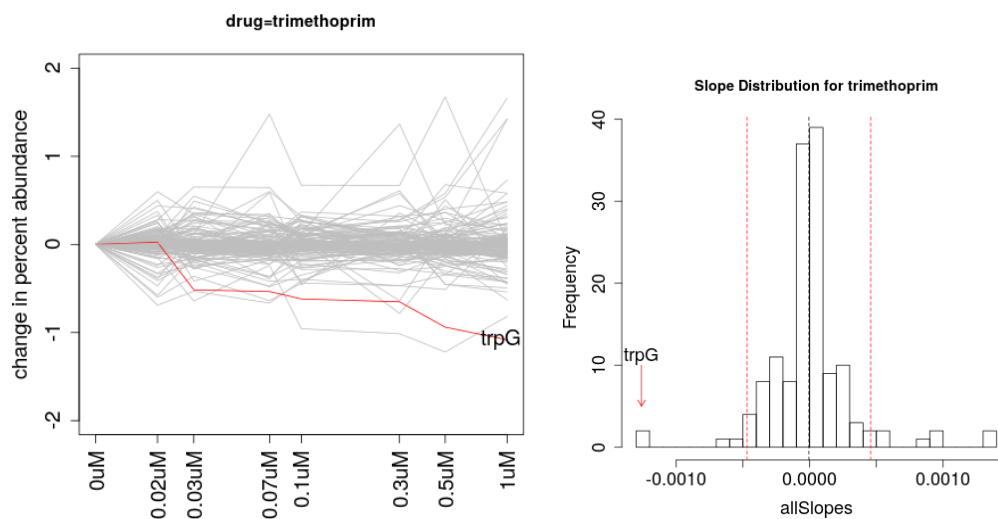 drug=trimethoprim
change in percent abundance
2
1
0
-1
-2
trpG
0uM
0.02uM
0.03uM
0.07uM
0.1uM
0.3uM
0.5uM
1uM
Slope Distribution for trimethoprim
Frequency
40
30
20
10
0
trpG
-0.0010
0.0000
0.0010
allSlopes